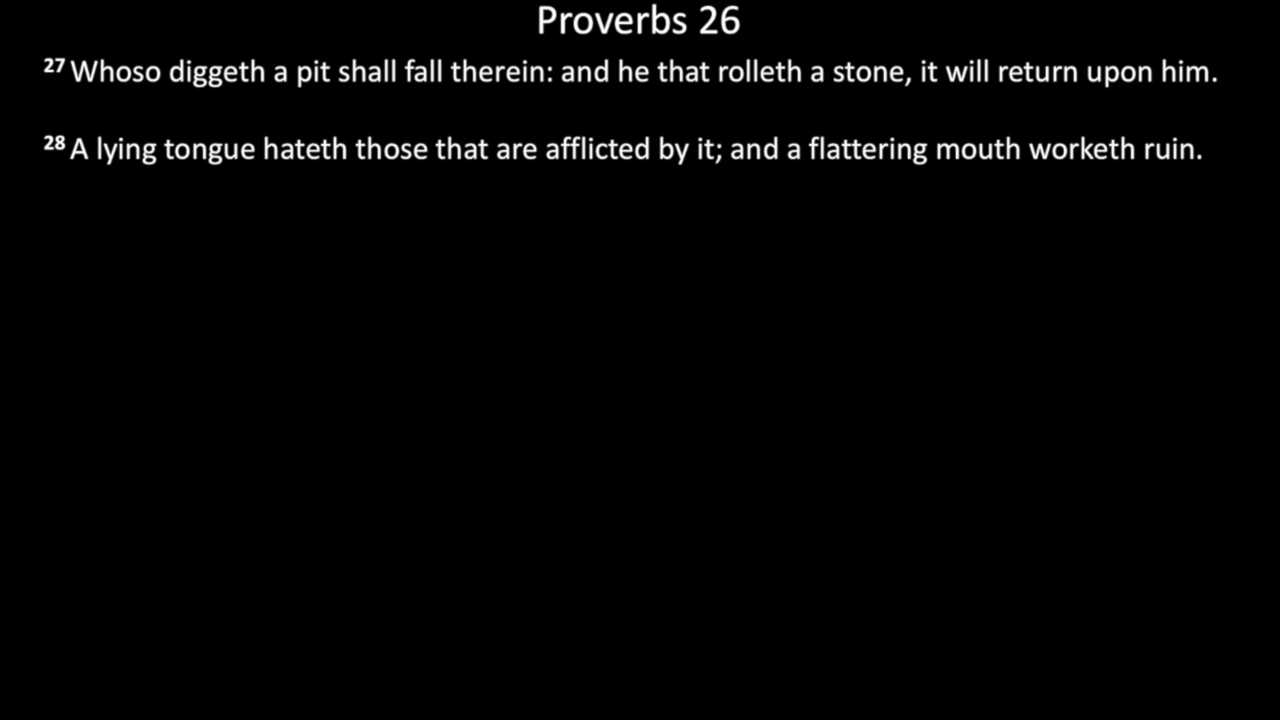 Proverbs 26
27 Whoso diggeth a pit shall fall therein: and he that rolleth a stone, it will return upon him.
28 A lying tongue hateth those that are afflicted by it; and a flattering mouth worketh ruin.